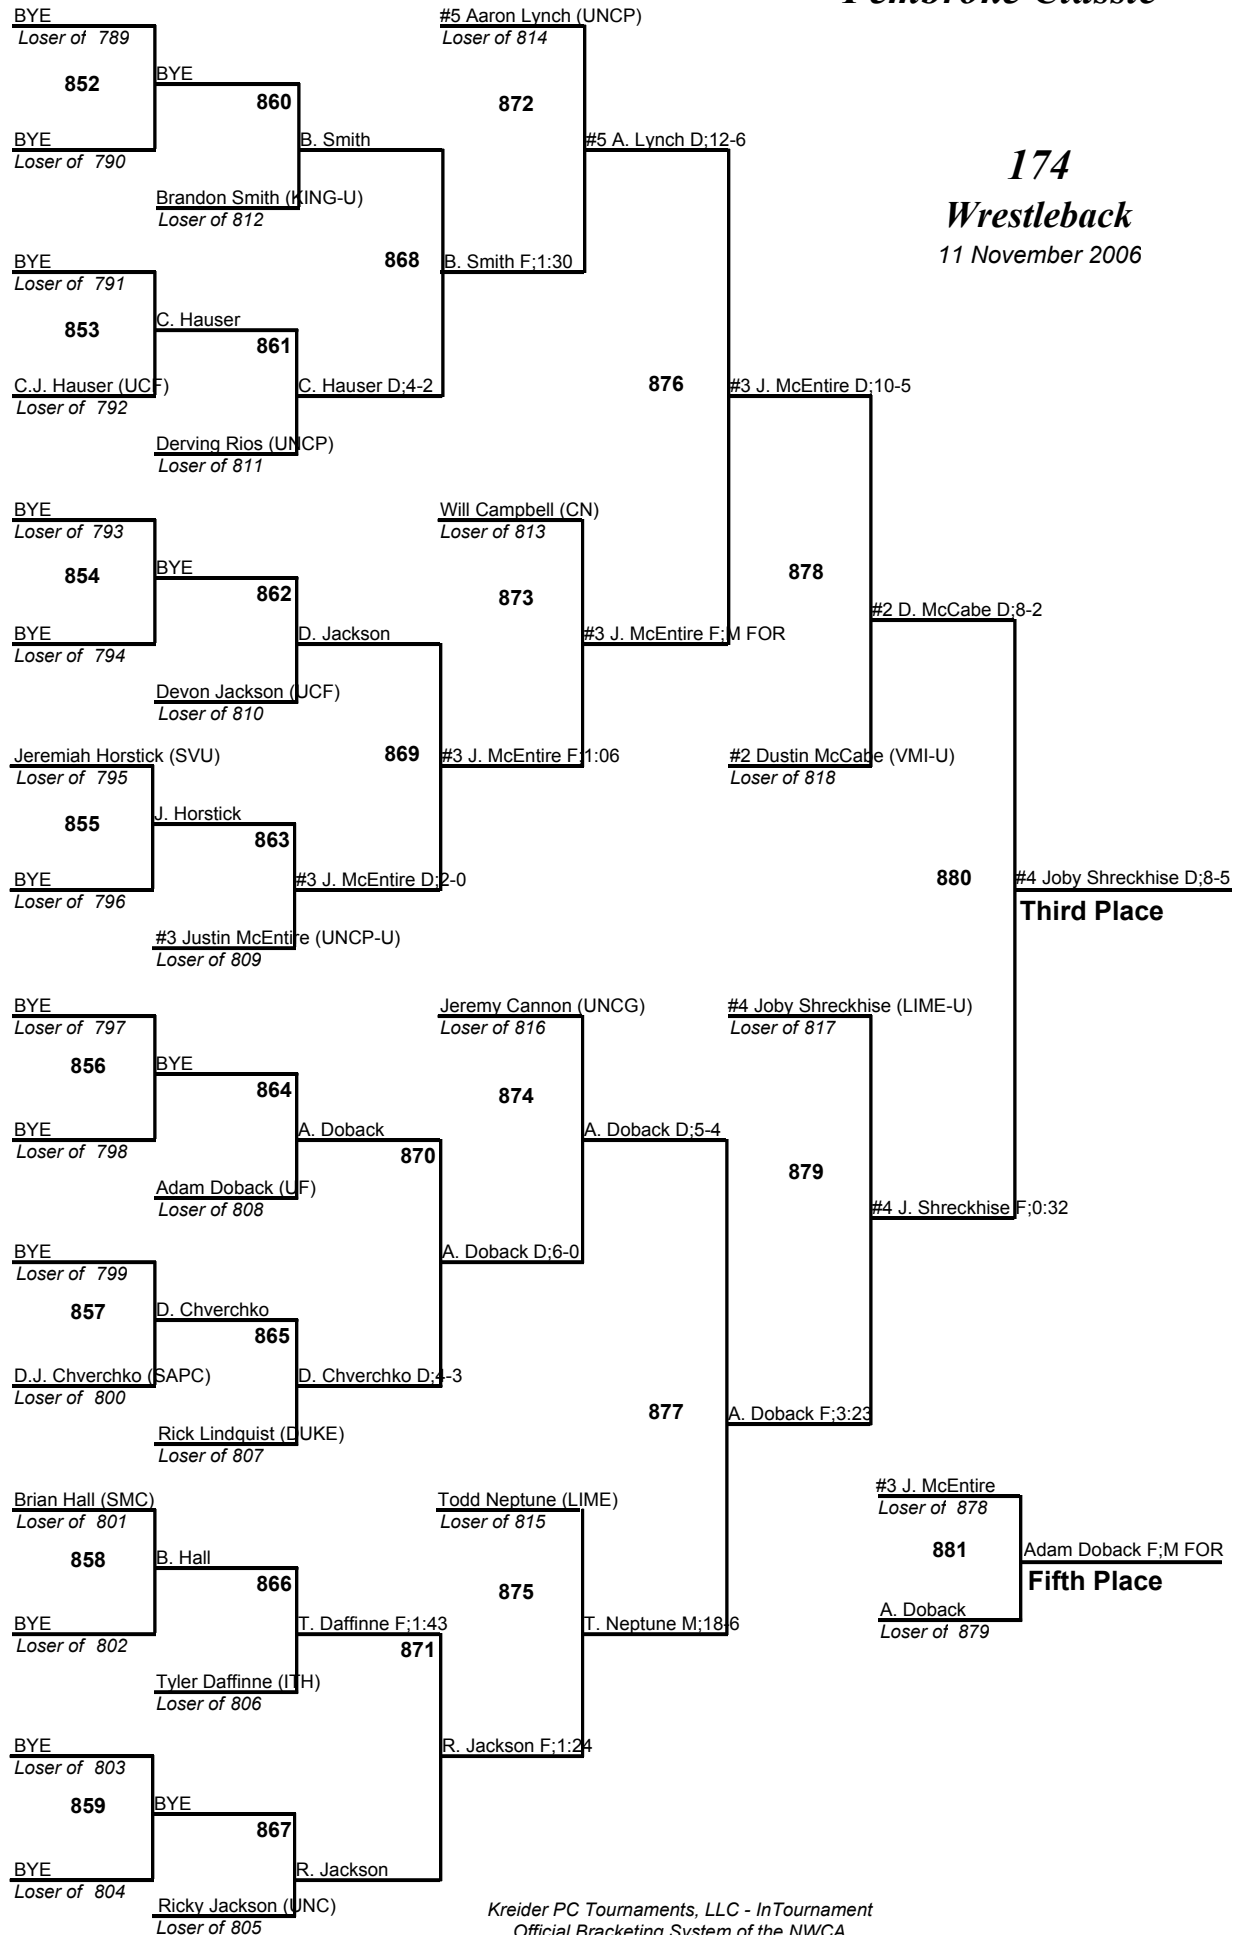 Pembroke Classic
174
Wrestleback
11 November 2006
BYE
Loser of 789
852
BYE
Loser of 790
BYE
860
Brandon Smith (KING-U)
Loser of 812
B. Smith
BYE
Loser of 791
853
C.J. Hauser (UCF)
Loser of 792
C. Hauser
861
Derving Rios (UNCP)
Loser of 811
C. Hauser D;4-2
868
B. Smith F;1:30
#5 Aaron Lynch (UNCP)
Loser of 814
872
#5 A. Lynch D;12-6
BYE
Loser of 793
854
BYE
Loser of 794
BYE
862
Devon Jackson (UCF)
Loser of 810
D. Jackson
Jeremiah Horstick (SVU)
Loser of 795
855
BYE
Loser of 796
J. Horstick
863
#3 Justin McEntire (UNCP-U)
Loser of 809
#3 J. McEntire D;2-0
869
#3 J. McEntire F;1:06
Will Campbell (CN)
Loser of 813
873
#3 J. McEntire F;M FOR
876
#3 J. McEntire D;10-5
878
#2 Dustin McCabe (VMI-U)
Loser of 818
#2 D. McCabe D;8-2
880
#4 Joby Shreckhise D;8-5
Third Place
BYE
Loser of 797
856
BYE
Loser of 798
BYE
864
Adam Doback (UF)
Loser of 808
A. Doback
870
BYE
Loser of 799
857
D.J. Chverchko (SAPC)
Loser of 800
D. Chverchko
865
Rick Lindquist (DUKE)
Loser of 807
D. Chverchko D;4-3
A. Doback D;6-0
Jeremy Cannon (UNCG)
Loser of 816
874
A. Doback D;5-4
#4 Joby Shreckhise (LIME-U)
Loser of 817
879
#4 J. Shreckhise F;0:32
877
A. Doback F;3:23
Brian Hall (SMC)
Loser of 801
858
BYE
Loser of 802
B. Hall
866
Tyler Daffinne (ITH)
Loser of 806
T. Daffinne F;1:43
871
BYE
Loser of 803
859
BYE
Loser of 804
BYE
867
Ricky Jackson (UNC)
Loser of 805
R. Jackson
R. Jackson F;1:24
Todd Neptune (LIME)
Loser of 815
875
T. Neptune M;18-6
#3 J. McEntire
Loser of 878
881
A. Doback
Loser of 879
Adam Doback F;M FOR
Fifth Place
Kreider PC Tournaments, LLC - InTournament
Official Bracketing System of the NWCA